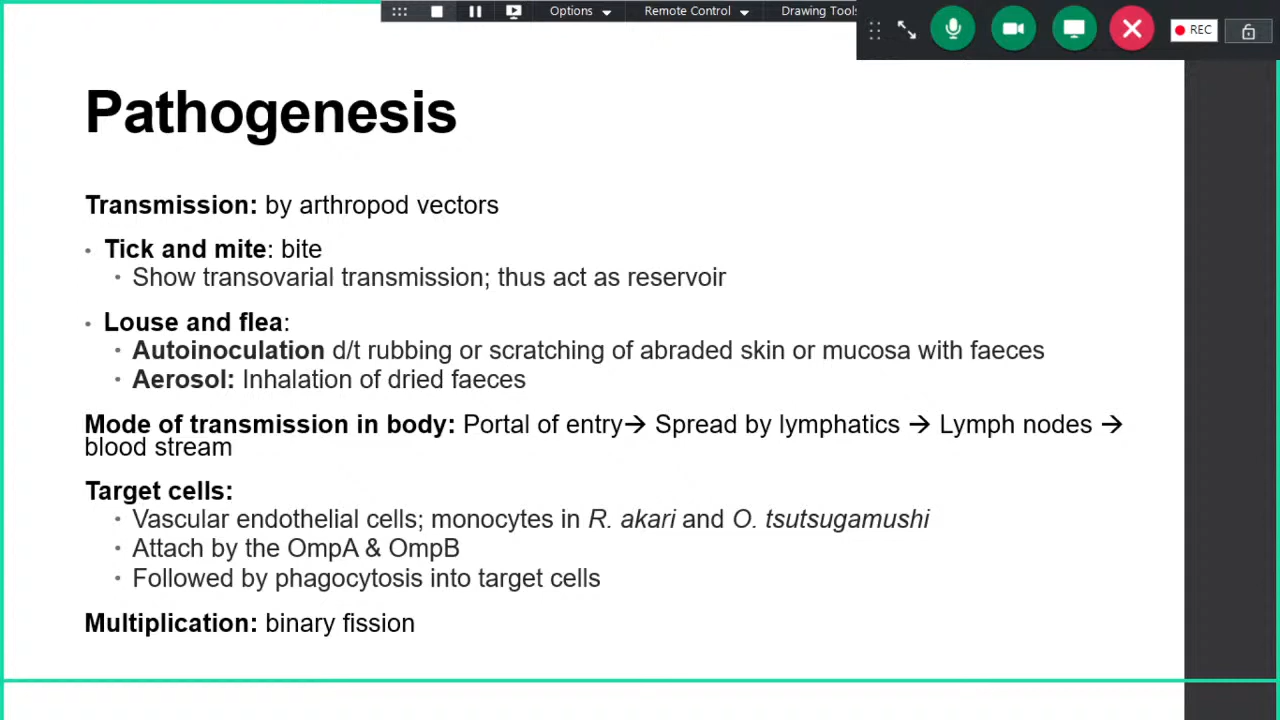 Options
Remote Control
Drawing Tools
REC
Pathogenesis
Transmission: by arthropod vectors
• Tick and mite: bite
• Show transovarial transmission; thus act as reservoir
• Louse and flea:
• Autoinoculation d/t rubbing or scratching of abraded skin or mucosa with faeces
• Aerosol: Inhalation of dried faeces
Mode of transmission in body: Portal of entry→ Spread by lymphatics → Lymph nodes →
blood stream
Target cells:
• Vascular endothelial cells; monocytes in R. akari and O. tsutsugamushi
• Attach by the OmpA & OmpB
• Followed by phagocytosis into target cells
Multiplication: binary fission